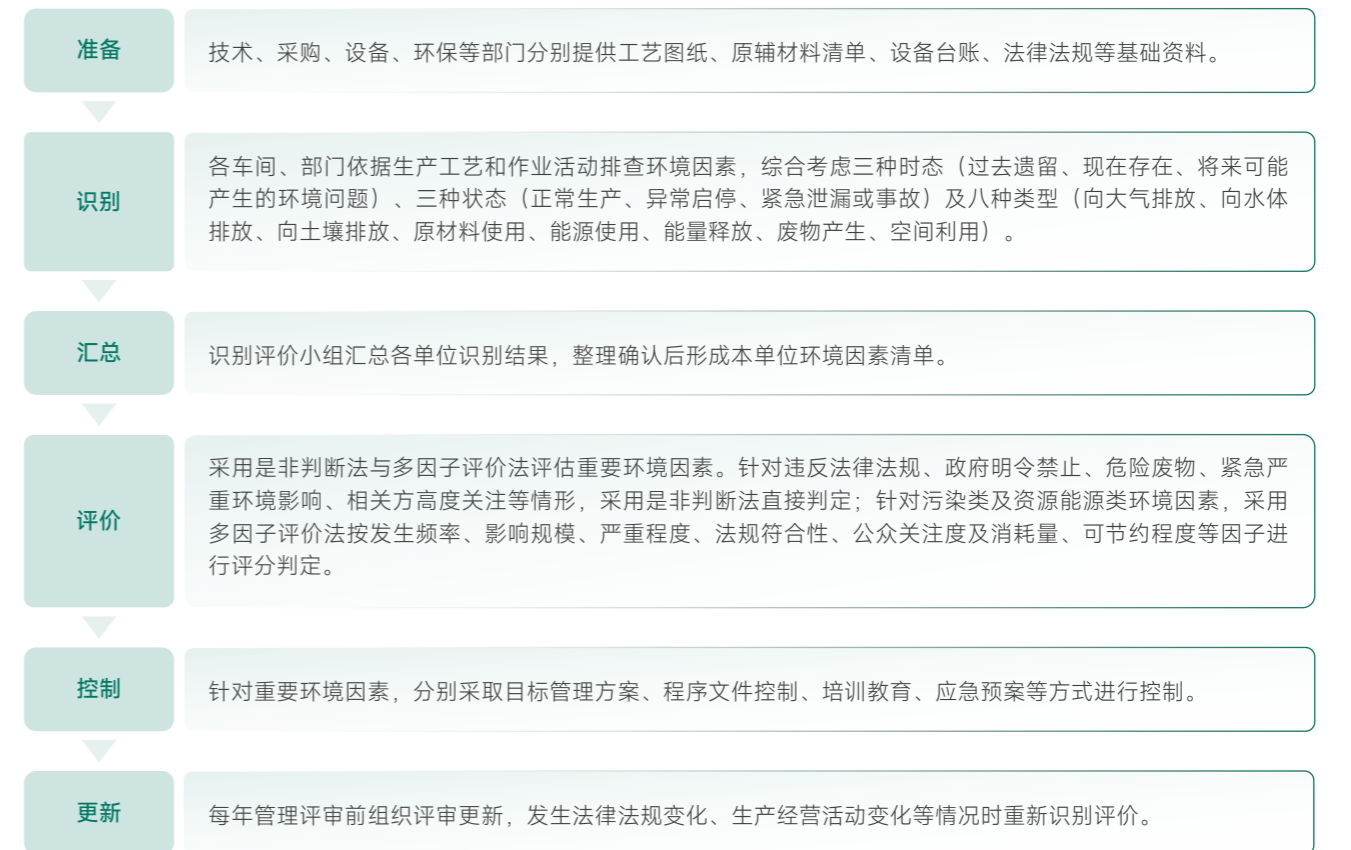 准备
技术、采购、设备、环保等部门分别提供工艺图纸、原辅材料清单、设备台账、法律法规等基础资料。
识别
各车间、部门依据生产工艺和作业活动排查环境因素，综合考虑三种时态（过去遗留、现在存在、将来可能
产生的环境问题）、三种状态（正常生产、异常启停、紧急泄漏或事故）及八种类型（向大气排放、向水体
排放、向土壤排放、原材料使用、能源使用、能量释放、废物产生、空间利用）。
汇总
识别评价小组汇总各单位识别结果，整理确认后形成本单位环境因素清单。
评价
采用是非判断法与多因子评价法评估重要环境因素。针对违反法律法规、政府明令禁止、危险废物、紧急严
重环境影响、相关方高度关注等情形，采用是非判断法直接判定；针对污染类及资源能源类环境因素，采用
多因子评价法按发生频率、影响规模、严重程度、法规符合性、公众关注度及消耗量、可节约程度等因子进
行评分判定。
控制
针对重要环境因素，分别采取目标管理方案、程序文件控制、培训教育、应急预案等方式进行控制。
更新
每年管理评审前组织评审更新，发生法律法规变化、生产经营活动变化等情况时重新识别评价。